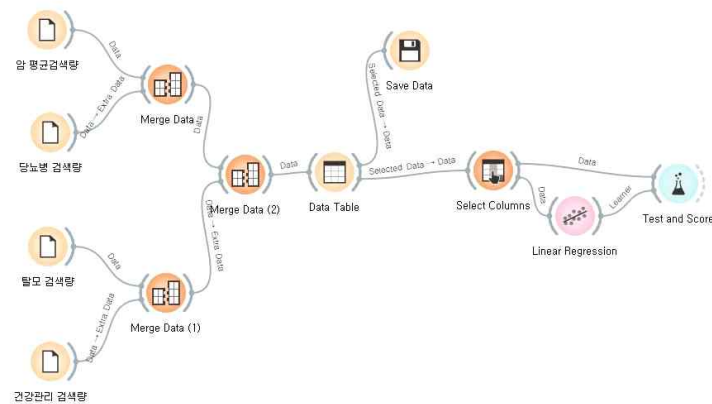 암 평균검색량
Data
Data → Extra Data
당뇨병 검색량
Merge Data
Data
Data → Extra Data
Merge Data (2)
Data
Data Table
Selected Data → Data
Save Data
Selected Data → Data
Select Columns
Data
Data
Linear Regression
Learner
Test and Score
탈모 검색량
Data
Data → Extra Data
건강관리 검색량
Merge Data (1)